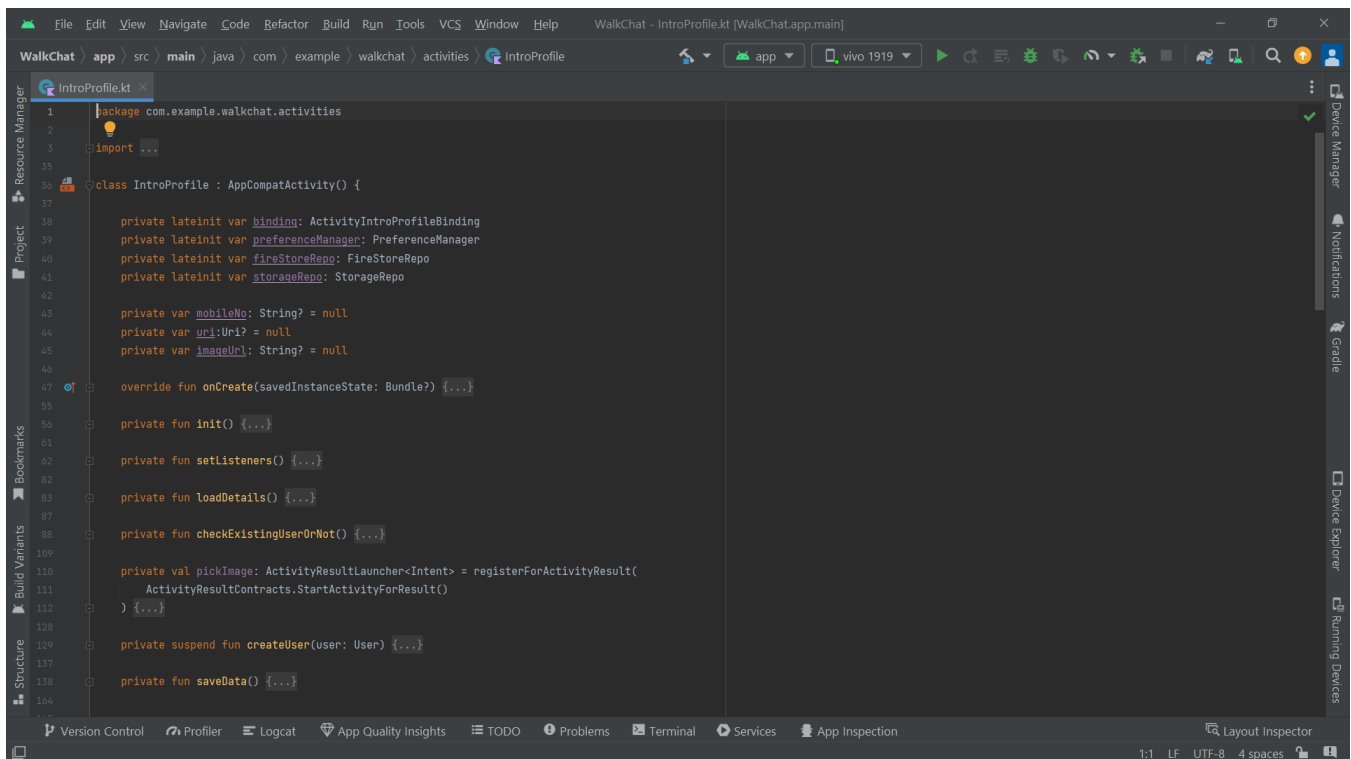 File Edit View Navigate Code Refactor Build Run Tools VCS Window Help WalkChat - IntroProfile.kt [WalkChat.app.main]
WalkChat app src main java com example walkchat activities IntroProfile app vivo 1919
IntroProfile.kt
Resource Manager
Project
Bookmarks
Build Variants
Structure
1 package com.example.walkchat.activities
2
3 import ...
35
36 class IntroProfile : AppCompatActivity() {
37
38 private lateinit var binding: ActivityIntroProfileBinding
39 private lateinit var preferenceManager: PreferenceManager
40 private lateinit var fireStoreRepo: FireStoreRepo
41 private lateinit var storageRepo: StorageRepo
42
43 private var mobileNo: String? = null
44 private var uri:Uri? = null
45 private var imageUrl: String? = null
46
47 override fun onCreate(savedInstanceState: Bundle?) {...}
55
56 private fun init() {...}
61
62 private fun setListeners() {...}
82
83 private fun loadDetails() {...}
87
88 private fun checkExistingUserOrNot() {...}
109
110 private val pickImage: ActivityResultLauncher<Intent> = registerForActivityResult(
111 ActivityResultContracts.StartActivityForResult()
112 ) {...}
128
129 private suspend fun createUser(user: User) {...}
137
138 private fun saveData() {...}
164
Device Manager
Notifications
Gradle
Device Explorer
Running Devices
Version Control Profiler Logcat App Quality Insights TODO Problems Terminal Services App Inspection Layout Inspector
1:1 LF UTF-8 4 spaces